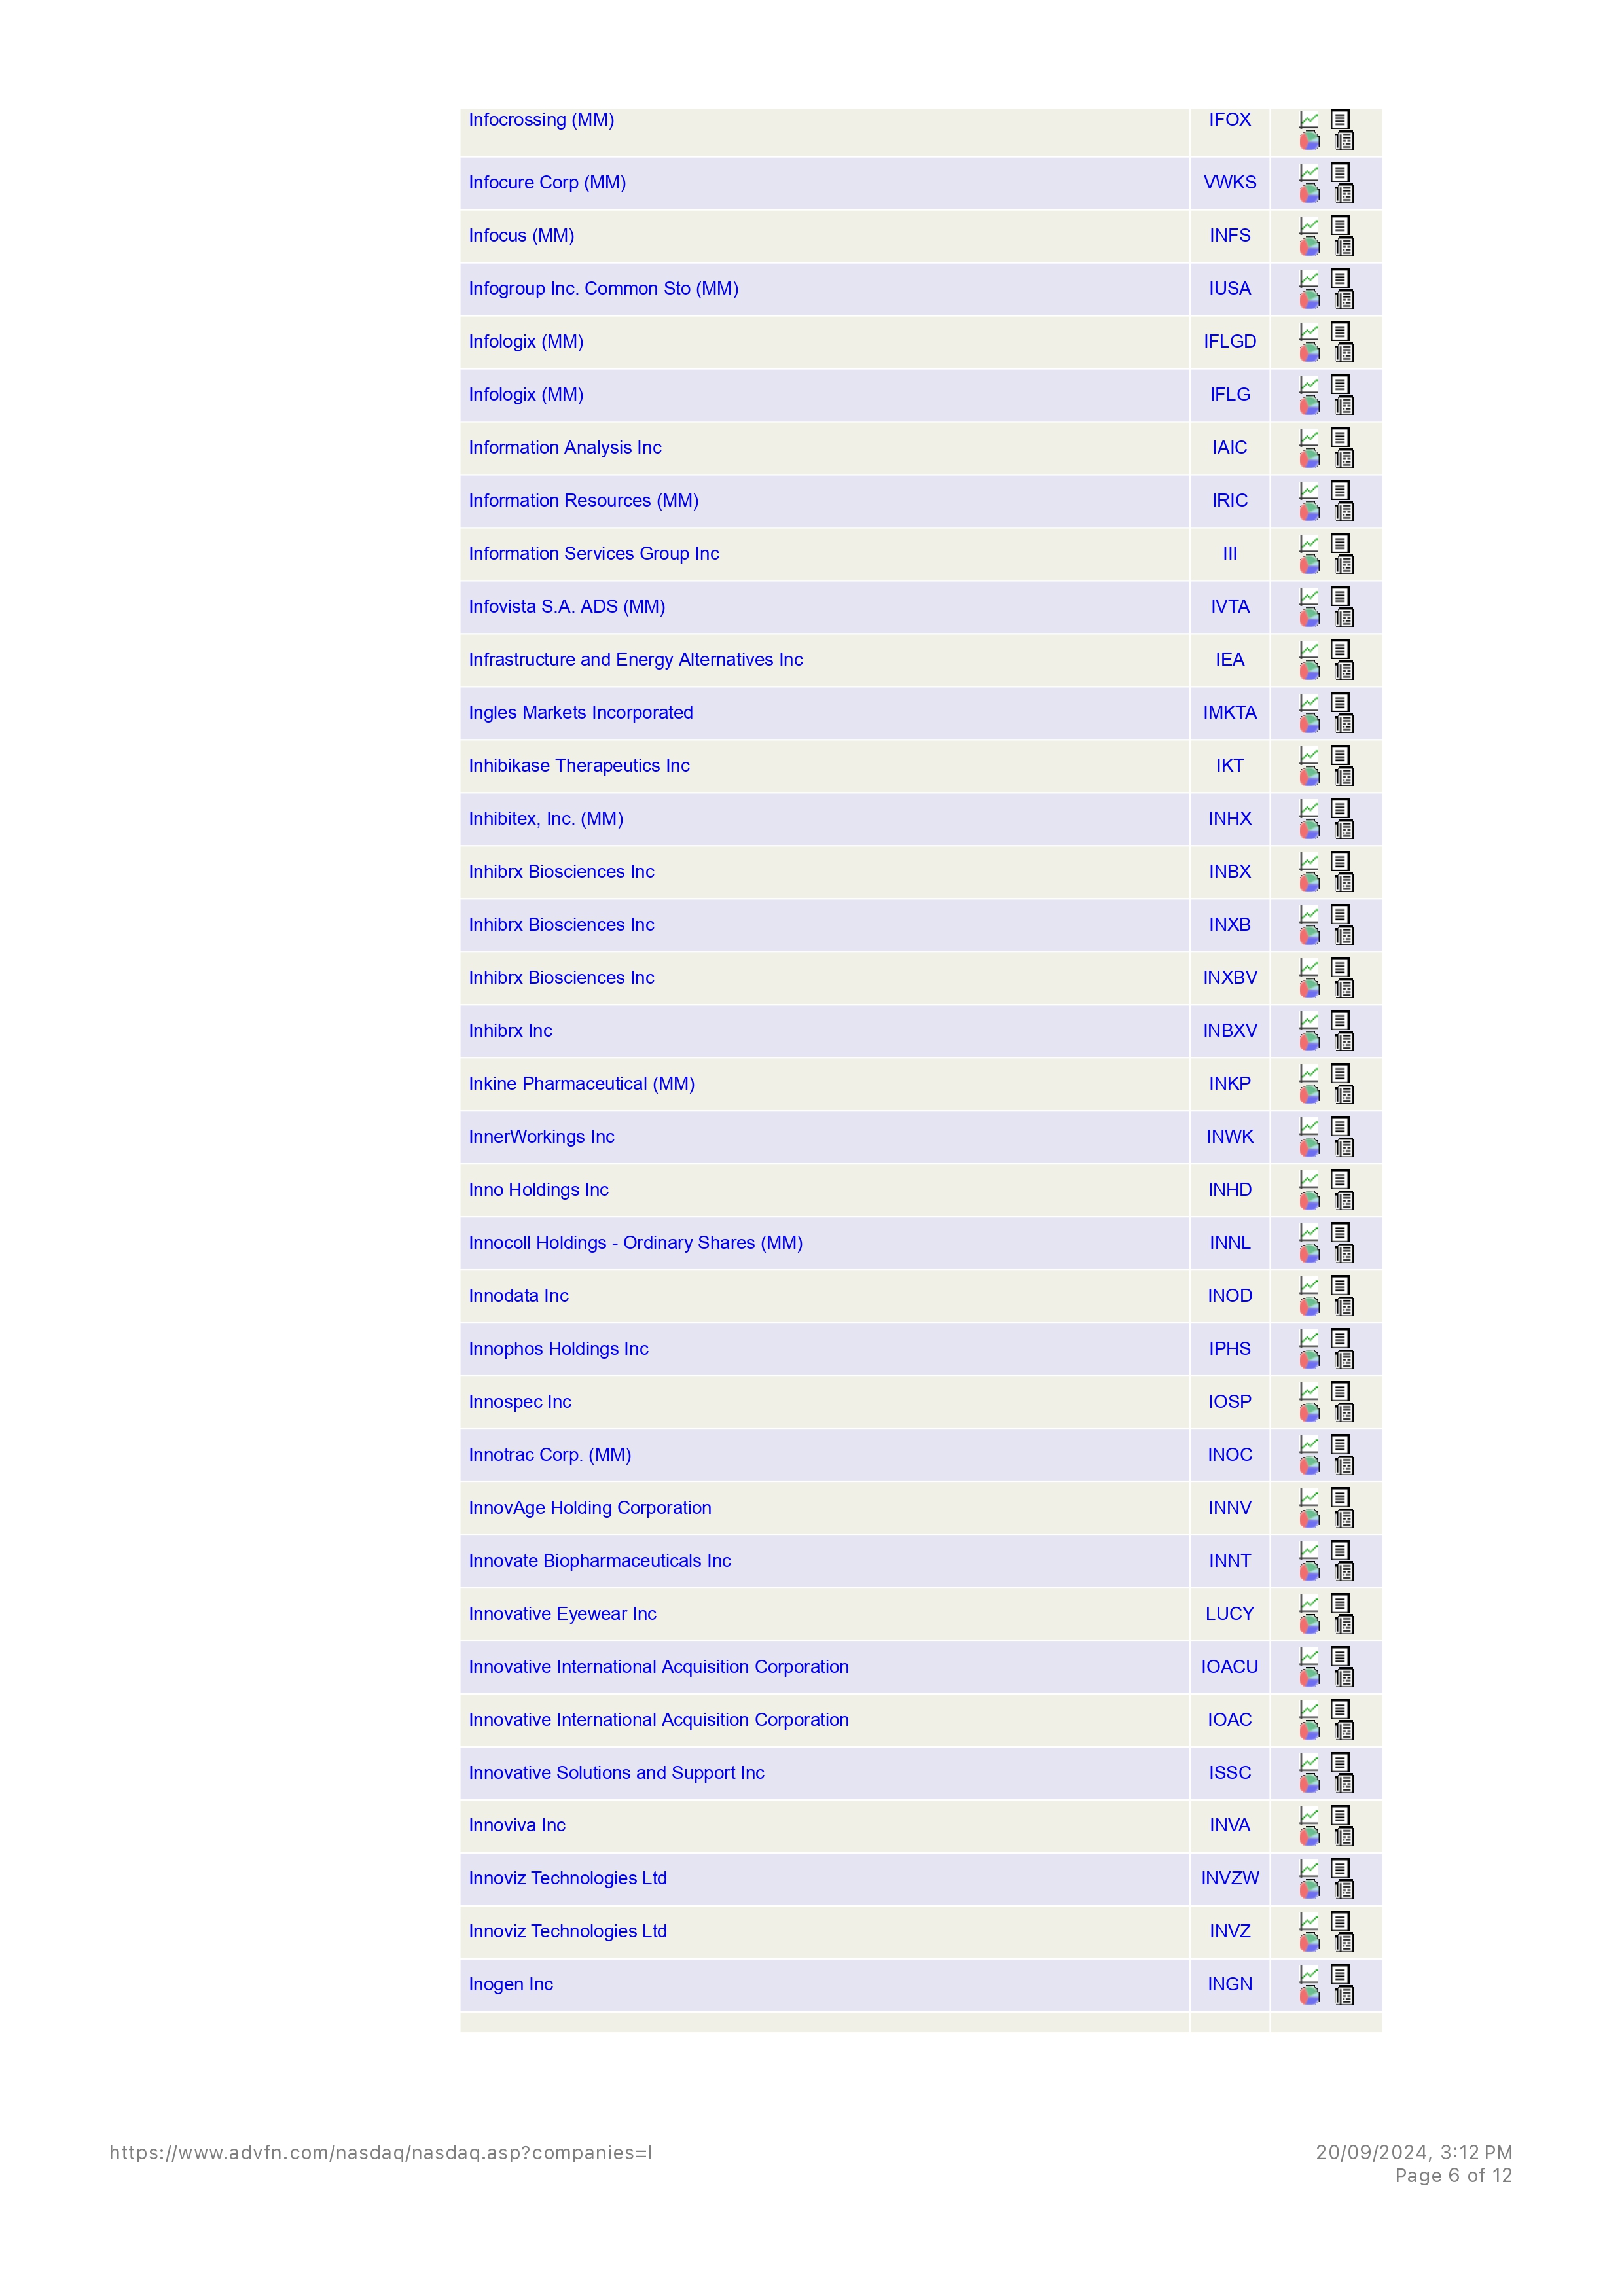 Infocrossing (MM) IFOX
Infocure Corp (MM) VWKS
Infocus (MM) INFS
Infogroup Inc. Common Sto (MM) IUSA
Infologix (MM) IFLGD
Infologix (MM) IFLG
Information Analysis Inc IAIC
Information Resources (MM) IRIC
Information Services Group Inc III
Infovista S.A. ADS (MM) IVTA
Infrastructure and Energy Alternatives Inc IEA
Ingles Markets Incorporated IMKTA
Inhibikase Therapeutics Inc IKT
Inhibitex, Inc. (MM) INHX
Inhibrx Biosciences Inc INBX
Inhibrx Biosciences Inc INXB
Inhibrx Biosciences Inc INXBV
Inhibrx Inc INBXV
Inkine Pharmaceutical (MM) INKP
InnerWorkings Inc INWK
Inno Holdings Inc INHD
Innocoll Holdings - Ordinary Shares (MM) INNL
Innodata Inc INOD
Innophos Holdings Inc IPHS
Innospec Inc IOSP
Innotrac Corp. (MM) INOC
InnovAge Holding Corporation INNV
Innovate Biopharmaceuticals Inc INNT
Innovative Eyewear Inc LUCY
Innovative International Acquisition Corporation IOACU
Innovative International Acquisition Corporation IOAC
Innovative Solutions and Support Inc ISSC
Innoviva Inc INVA
Innoviz Technologies Ltd INVZW
Innoviz Technologies Ltd INVZ
Inogen Inc INGN
https://www.advfn.com/nasdaq/nasdaq.asp?companies=I 20/09/2024, 3:12 PM
Page 6 of 12